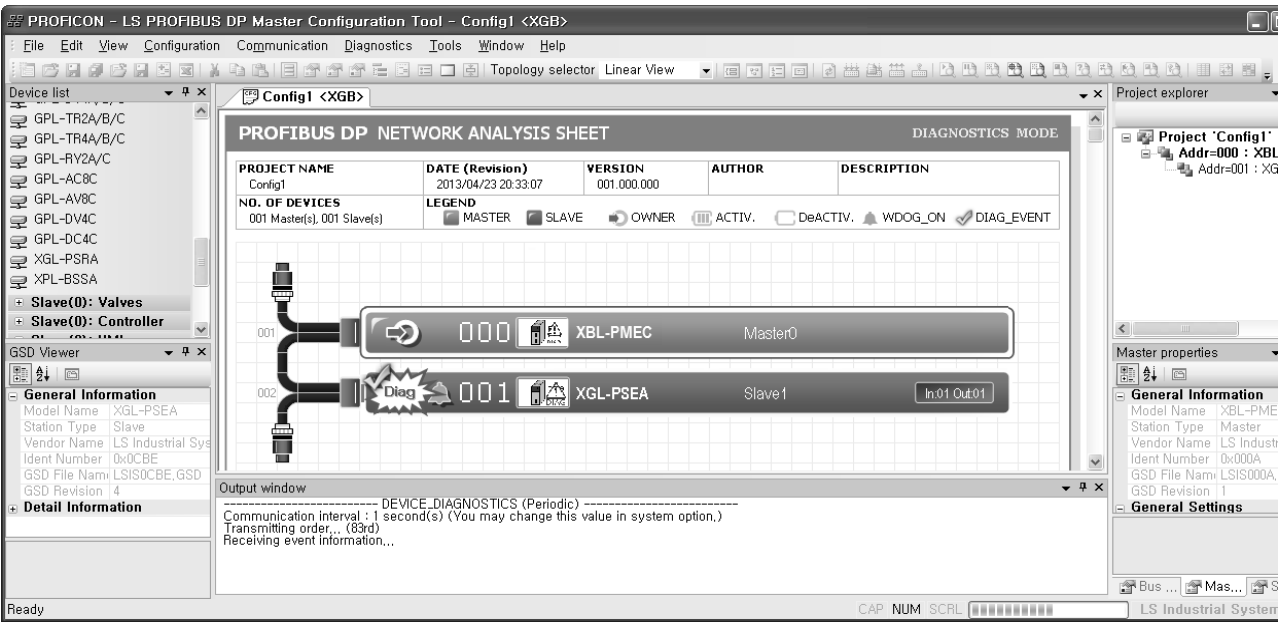 PROFICON - LS PROFIBUS DP Master Configuration Tool - Config1 <XGB>
File Edit View Configuration Communication Diagnostics Tools Window Help
Topology selector Linear View
Device list
GPL-TR2A/B/C
GPL-TR4A/B/C
GPL-RY2A/C
GPL-AC8C
GPL-AV8C
GPL-DV4C
GPL-DC4C
XGL-PSRA
XPL-BSSA
Slave(0): Valves
Slave(0): Controller
GSD Viewer
General Information
Model Name XGL-PSEA
Station Type Slave
Vendor Name LS Industrial Sys
Ident Number 0x0CBE
GSD File Name LSIS0CBE.GSD
GSD Revision 4
Detail Information
Config1 <XGB>
PROFIBUS DP NETWORK ANALYSIS SHEET DIAGNOSTICS MODE
PROJECT NAME DATE (Revision) VERSION AUTHOR DESCRIPTION
Config1 2013/04/23 20:33:07 001.000.000
NO. OF DEVICES LEGEND
001 Master(s), 001 Slave(s) MASTER SLAVE OWNER ACTIV. DeACTIV. WDOG_ON DIAG_EVENT
001 000 XBL-PMEC Master0
002 Diag 001 XGL-PSEA Slave1 In:01 Out:01
Output window
------------------------- DEVICE_DIAGNOSTICS (Periodic) -------------------------
Communication interval : 1 second(s) (You may change this value in system option.)
Transmitting order... (83rd)
Receiving event information...
Project explorer
Project 'Config1'
Addr=000 : XBL
Addr=001 : XG
Master properties
General Information
Model Name XBL-PME
Station Type Master
Vendor Name LS Industr
Ident Number 0x000A
GSD File Name LSIS000A.
GSD Revision 1
General Settings
Bus ... Mas... S
Ready CAP NUM SCRL LS Industrial System